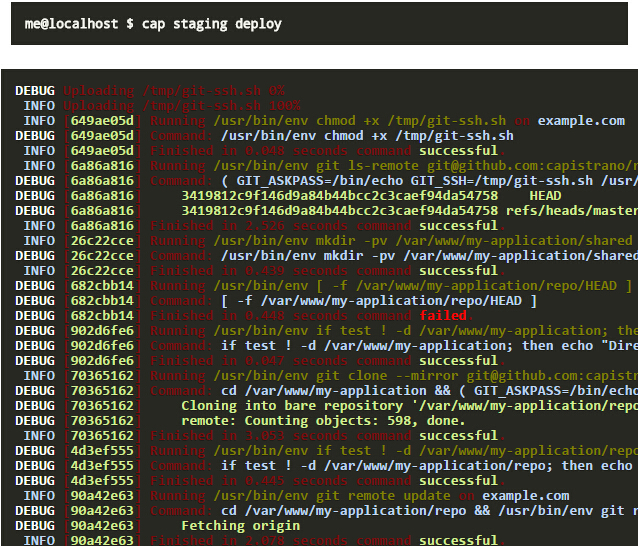 me@localhost $ cap staging deploy
DEBUG Uploading /tmp/git-ssh.sh 0%
INFO Uploading /tmp/git-ssh.sh 100%
INFO [649ae05d] Running /usr/bin/env chmod +x /tmp/git-ssh.sh on example.com
DEBUG [649ae05d] Command: /usr/bin/env chmod +x /tmp/git-ssh.sh
INFO [649ae05d] Finished in 0.048 seconds command successful.
INFO [6a86a816] Running /usr/bin/env git ls-remote git@github.com:capistrano/r
DEBUG [6a86a816] Command: ( GIT_ASKPASS=/bin/echo GIT_SSH=/tmp/git-ssh.sh /usr/
DEBUG [6a86a816] 3419812c9f146d9a84b44bcc2c3caef94da54758 HEAD
DEBUG [6a86a816] 3419812c9f146d9a84b44bcc2c3caef94da54758 refs/heads/master
INFO [6a86a816] Finished in 2.526 seconds command successful.
INFO [26c22cce] Running /usr/bin/env mkdir -pv /var/www/my-application/shared
DEBUG [26c22cce] Command: /usr/bin/env mkdir -pv /var/www/my-application/shared
INFO [26c22cce] Finished in 0.439 seconds command successful.
DEBUG [682cbb14] Running /usr/bin/env [ -f /var/www/my-application/repo/HEAD ]
DEBUG [682cbb14] Command: [ -f /var/www/my-application/repo/HEAD ]
DEBUG [682cbb14] Finished in 0.448 seconds command failed.
DEBUG [902d6fe6] Running /usr/bin/env if test ! -d /var/www/my-application; the
DEBUG [902d6fe6] Command: if test ! -d /var/www/my-application; then echo "Dire
DEBUG [902d6fe6] Finished in 0.047 seconds command successful.
INFO [70365162] Running /usr/bin/env git clone --mirror git@github.com:capistra
DEBUG [70365162] Command: cd /var/www/my-application && ( GIT_ASKPASS=/bin/echo
DEBUG [70365162] Cloning into bare repository '/var/www/my-application/repo
DEBUG [70365162] remote: Counting objects: 598, done.
INFO [70365162] Finished in 3.053 seconds command successful.
DEBUG [4d3ef555] Running /usr/bin/env if test ! -d /var/www/my-application/repo
DEBUG [4d3ef555] Command: if test ! -d /var/www/my-application/repo; then echo
DEBUG [4d3ef555] Finished in 0.445 seconds command successful.
INFO [90a42e63] Running /usr/bin/env git remote update on example.com
DEBUG [90a42e63] Command: cd /var/www/my-application/repo && /usr/bin/env git r
DEBUG [90a42e63] Fetching origin
INFO [90a42e63] Finished in 2.078 seconds command successful.